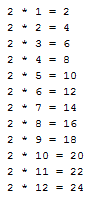 2 * 1 = 2
2 * 2 = 4
2 * 3 = 6
2 * 4 = 8
2 * 5 = 10
2 * 6 = 12
2 * 7 = 14
2 * 8 = 16
2 * 9 = 18
2 * 10 = 20
2 * 11 = 22
2 * 12 = 24